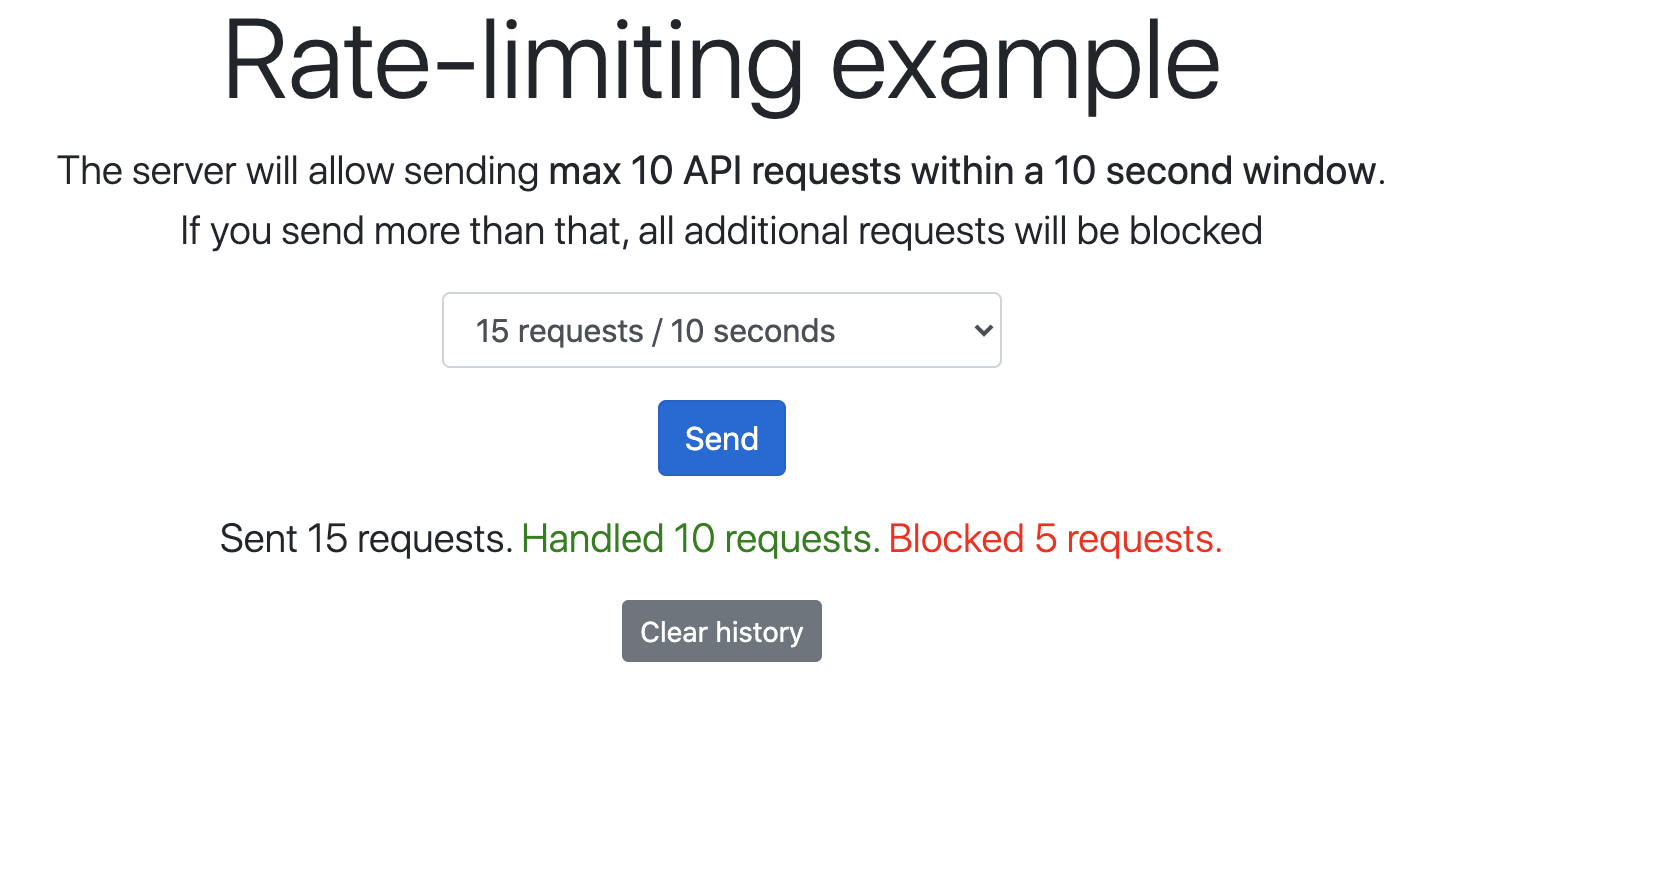 Rate-limiting example
The server will allow sending max 10 API requests within a 10 second window.
If you send more than that, all additional requests will be blocked
15 requests / 10 seconds
Send
Sent 15 requests. Handled 10 requests. Blocked 5 requests.
Clear history